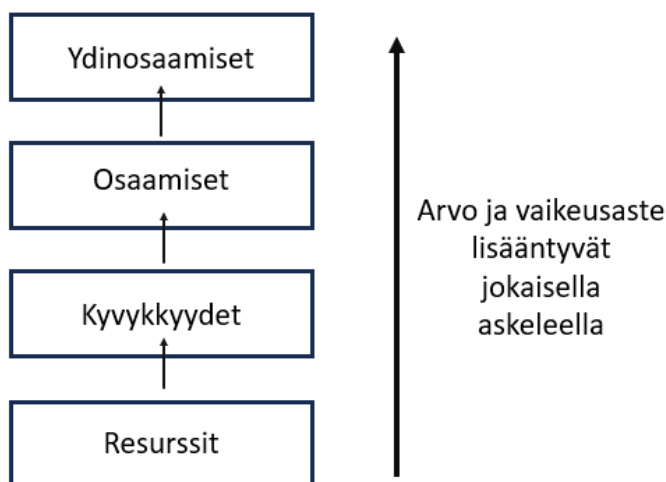 Ydinosaamiset
Osaamiset
Kyvykkyydet
Resurssit
Arvo ja vaikeusaste
lisääntyvät
jokaisella
askeleella